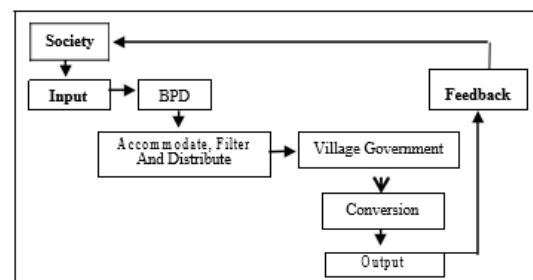 Society
Input
BPD
Feedback
Accommodate, Filter
And Distribute
Village Government
Conversion
Output